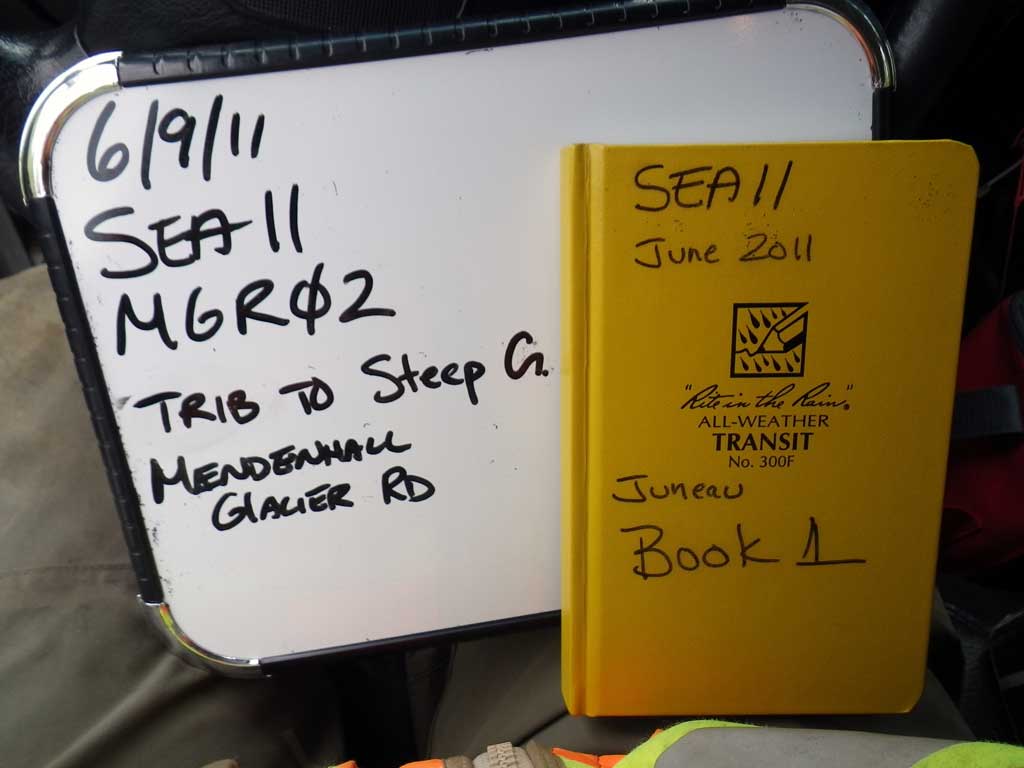 6/9/11
SEA11
MGRØ2
TRIB TO Steep Cr.
MENDENHALL
GLACIER RD
SEA11
June 2011
"Rite in the Rain"®
ALL-WEATHER
TRANSIT
No. 300F
Juneau
Book 1